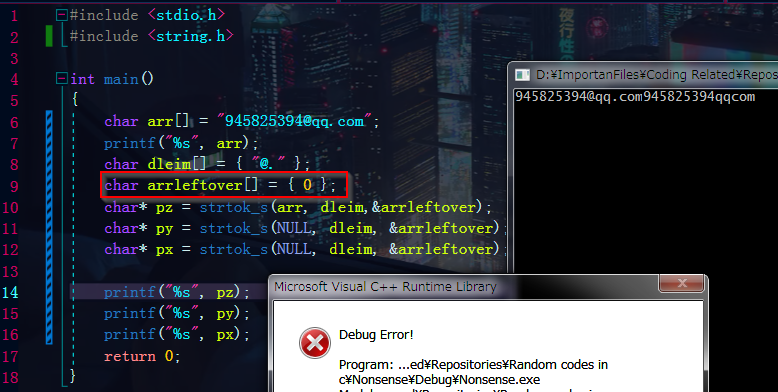 1 #include <stdio.h>
2 #include <string.h>
3
4 int main()
5 {
6 char arr[] = "945825394@qq.com";
7 printf("%s", arr);
8 char dleim[] = { "@." };
9 char arrleftover[] = { 0 };
10 char* pz = strtok_s(arr, dleim,&arrleftover);
11 char* py = strtok_s(NULL, dleim, &arrleftover);
12 char* px = strtok_s(NULL, dleim, &arrleftover);
13
14 printf("%s", pz);
15 printf("%s", py);
16 printf("%s", px);
17 return 0;
18 }
夜行性の
D:¥ImportanFiles¥Coding Related¥Repos
945825394@qq.com945825394qqcom
Microsoft Visual C++ Runtime Library
Debug Error!
Program: ...ed¥Repositories¥Random codes in
c¥Nonsense¥Debug¥Nonsense.exe